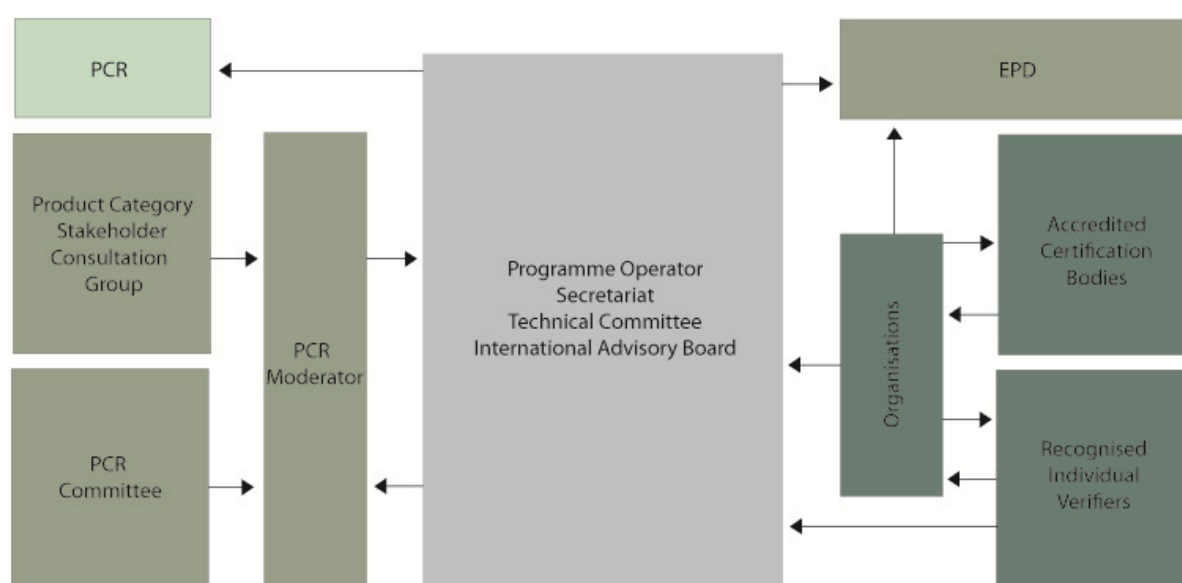 PCR
EPD
Product Category
Stakeholder
Consultation
Group
PCR
Moderator
PCR
Committee
Programme Operator
Secretariat
Technical Committee
International Advisory Board
Organisations
Accredited
Certification
Bodies
Recognised
Individual
Verifiers